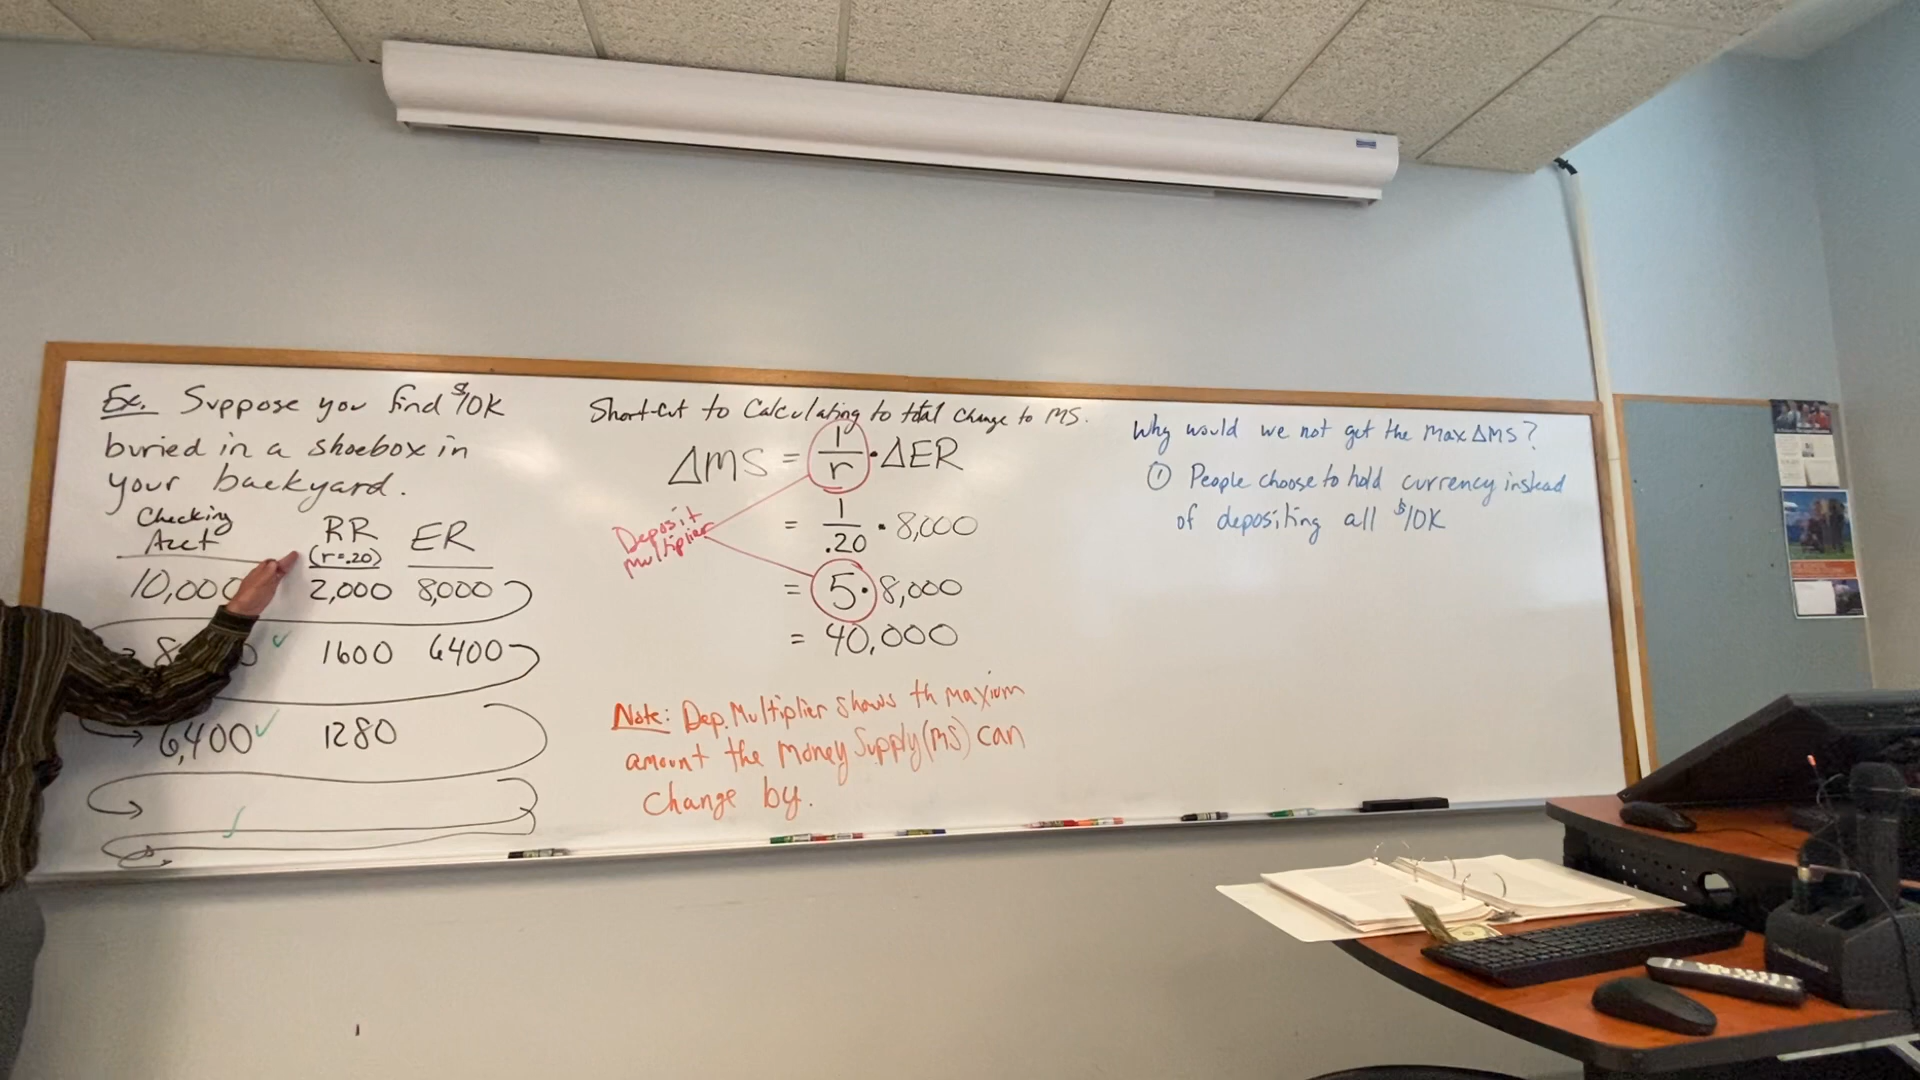 Ex. Suppose you find $10K
buried in a shoebox in
your backyard.
Checking
Acct
RR
(r=.20)
ER
10,000 2,000 8,000
1600 6400
6,400 1280
Short-cut to Calculating to total change to MS.
ΔMS = 1/r • ΔER
= 1/.20 • 8,000
= 5 • 8,000
= 40,000
Deposit
multiplier
Note: Dep. Multiplier shows th maxium
amount the Money Supply (MS) can
change by.
Why would we not get the Max ΔMS?
① People choose to hold currency instead
of depositing all $10K